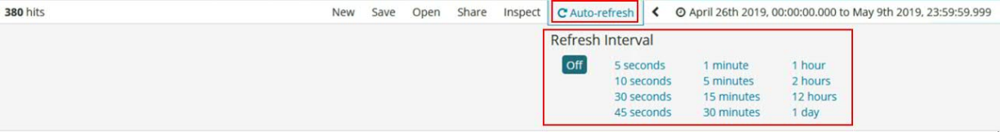 380 hits New Save Open Share Inspect Auto-refresh April 26th 2019, 00:00:00.000 to May 9th 2019, 23:59:59.999
Refresh Interval
Off 5 seconds 1 minute 1 hour
10 seconds 5 minutes 2 hours
30 seconds 15 minutes 12 hours
45 seconds 30 minutes 1 day